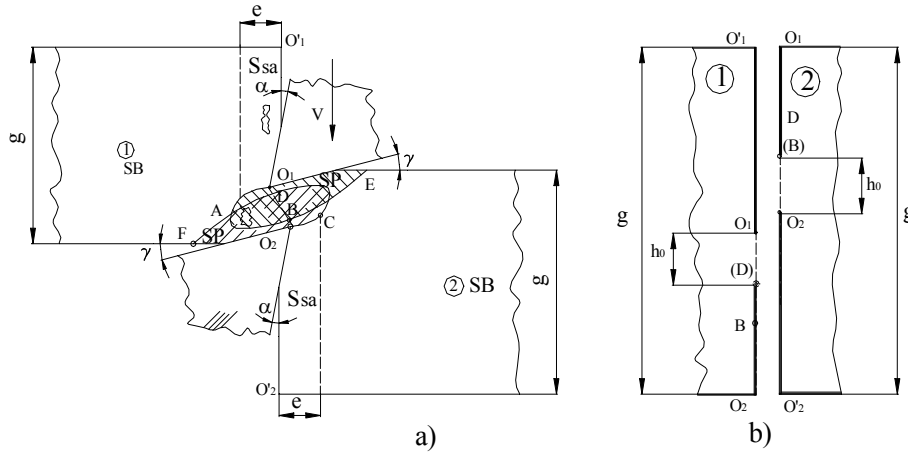 e
O'1
Ssa
α
V
g
1
SB
γ
O1
SP
E
D
A
B
C
F
SP
O2
γ
2 SB
g
Ssa
α
O'2
e
a)
O'1
O1
1
2
D
(B)
h0
g
O2
g
O1
h0
(D)
B
O2
O'2
b)